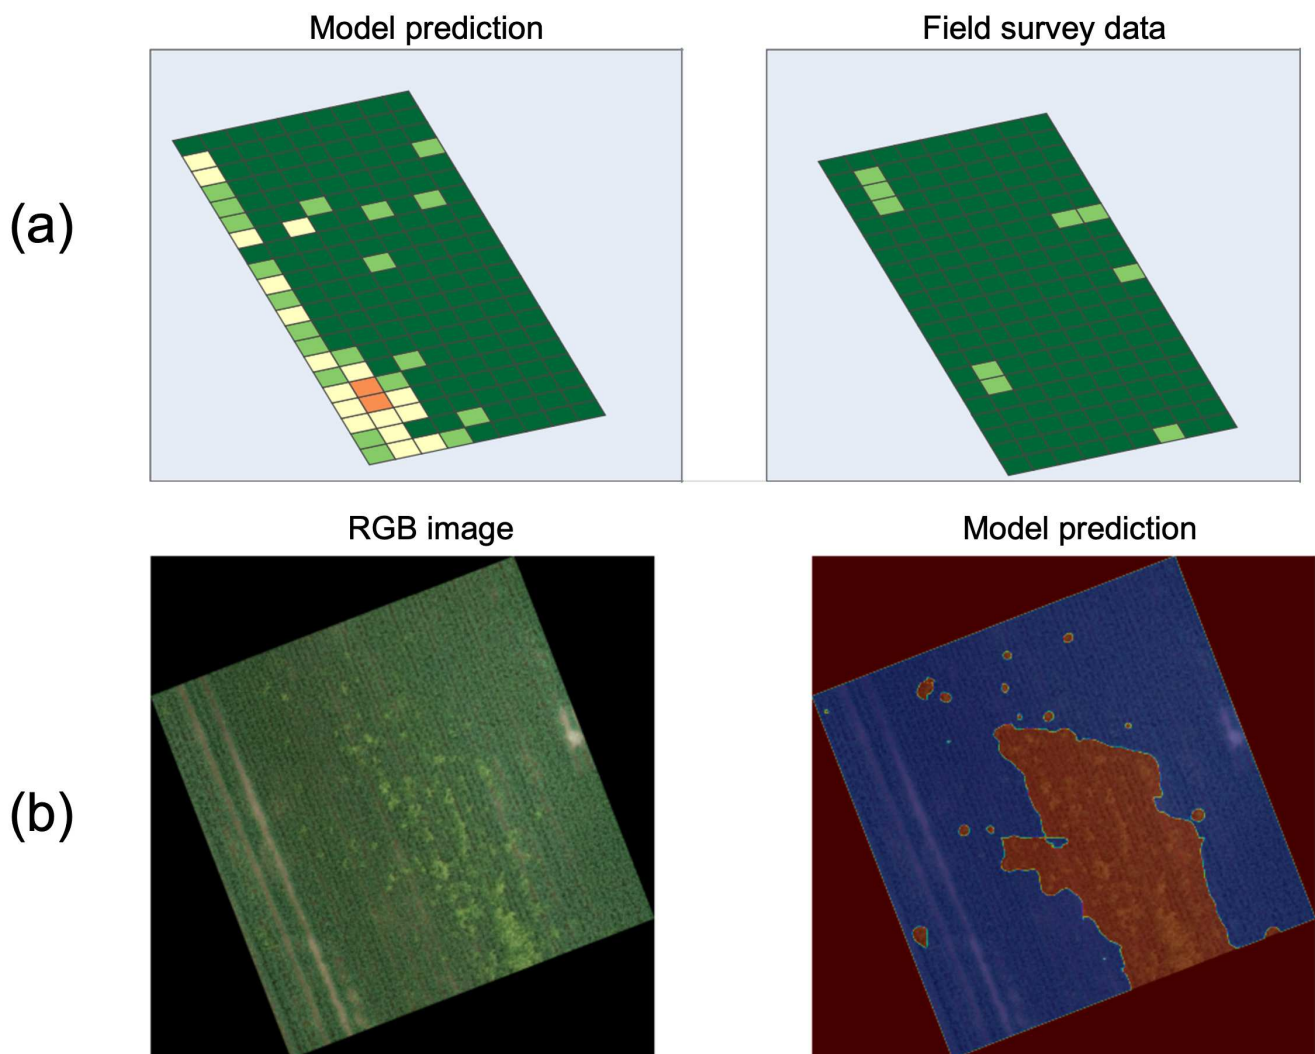 Model prediction
Field survey data
(a)
RGB image
Model prediction
(b)